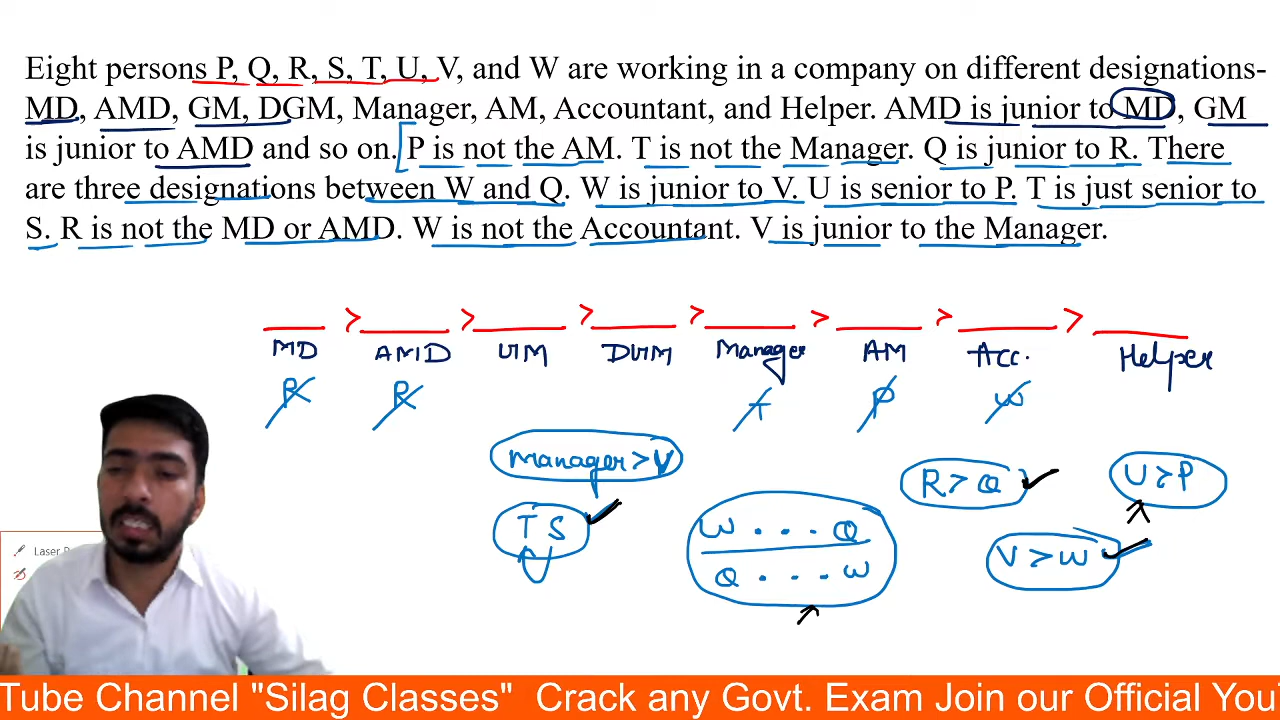 Eight persons P, Q, R, S, T, U, V, and W are working in a company on different designations-
MD, AMD, GM, DGM, Manager, AM, Accountant, and Helper. AMD is junior to MD, GM
is junior to AMD and so on. P is not the AM. T is not the Manager. Q is junior to R. There
are three designations between W and Q. W is junior to V. U is senior to P. T is just senior to
S. R is not the MD or AMD. W is not the Accountant. V is junior to the Manager.
> > > > > > >
MD AMD GM DGM Manager AM Acc. Helper
R R T P W
Manager > V
R > Q U > P
T S
W . . . Q
V > W
Q . . . W
Laser P
Tube Channel "Silag Classes" Crack any Govt. Exam Join our Official You